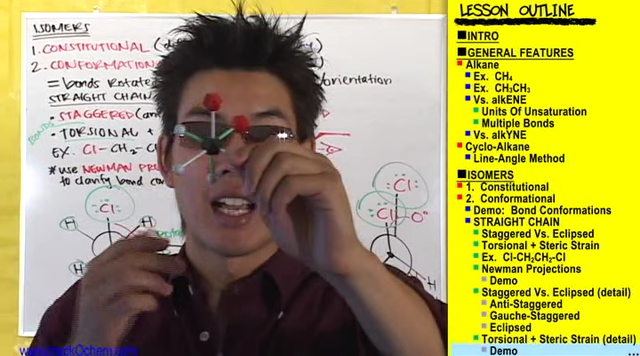 ISOMERS
1. CONSTITUTIONAL
2. CONFORMATION
= bonds rotate
orientation
STRAIGHT CHAIN
- STAGGERED (an
- TORSIONAL +
EX. Cl-CH₂-C
* USE NEWMAN PR
to clarify bond co
:Cl:
H
H
H
:Cl:
:Cl
0°
H
LESSON OUTLINE
INTRO
GENERAL FEATURES
Alkane
Ex. CH4
Ex. CH3CH3
Vs. alkENE
Units Of Unsaturation
Multiple Bonds
Vs. alkYNE
Cyclo-Alkane
Line-Angle Method
ISOMERS
1. Constitutional
2. Conformational
Demo: Bond Conformations
STRAIGHT CHAIN
Staggered Vs. Eclipsed
Torsional + Steric Strain
Ex. Cl-CH2CH2-Cl
Newman Projections
Demo
Staggered Vs. Eclipsed (detail)
Anti-Staggered
Gauche-Staggered
Eclipsed
Torsional + Steric Strain (detail)
Demo